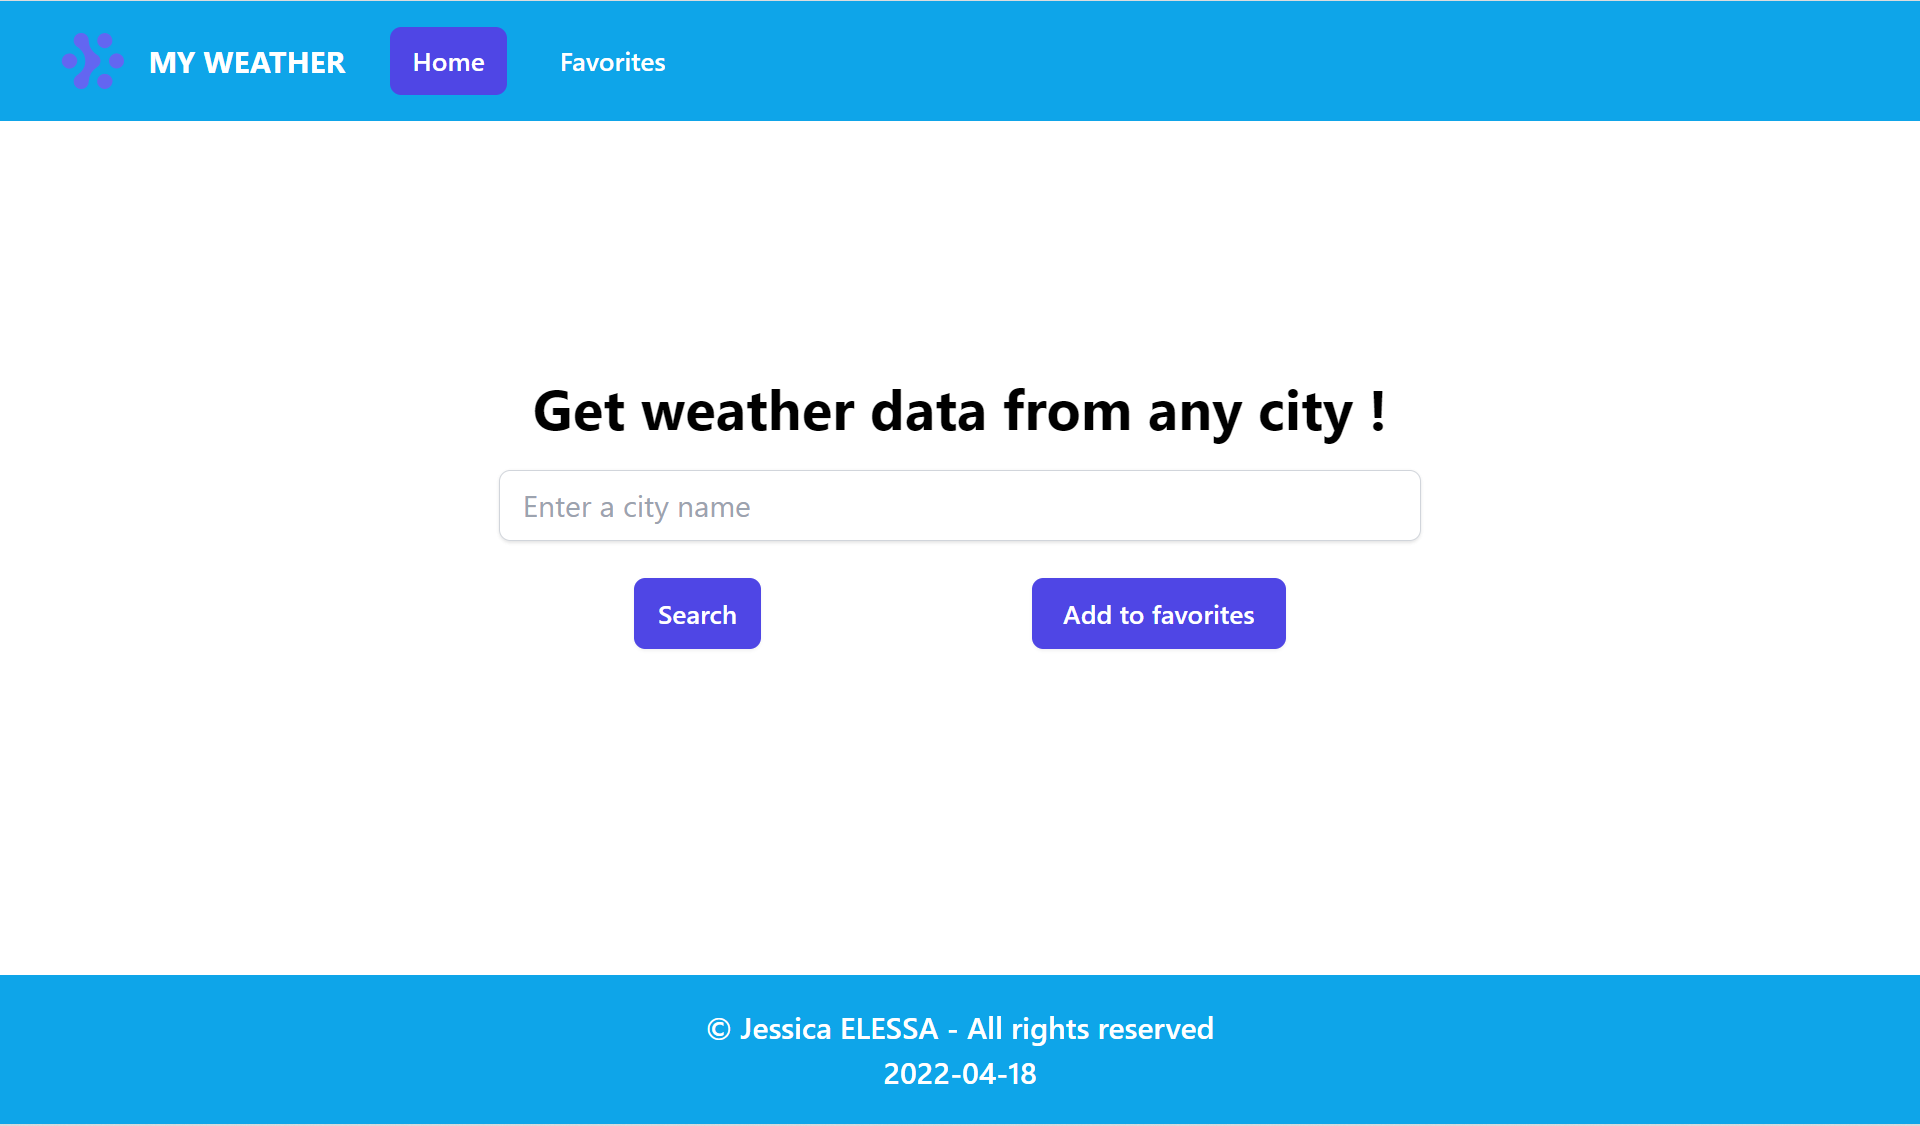 MY WEATHER Home Favorites
Get weather data from any city !
Enter a city name
Search Add to favorites
© Jessica ELESSA - All rights reserved
2022-04-18